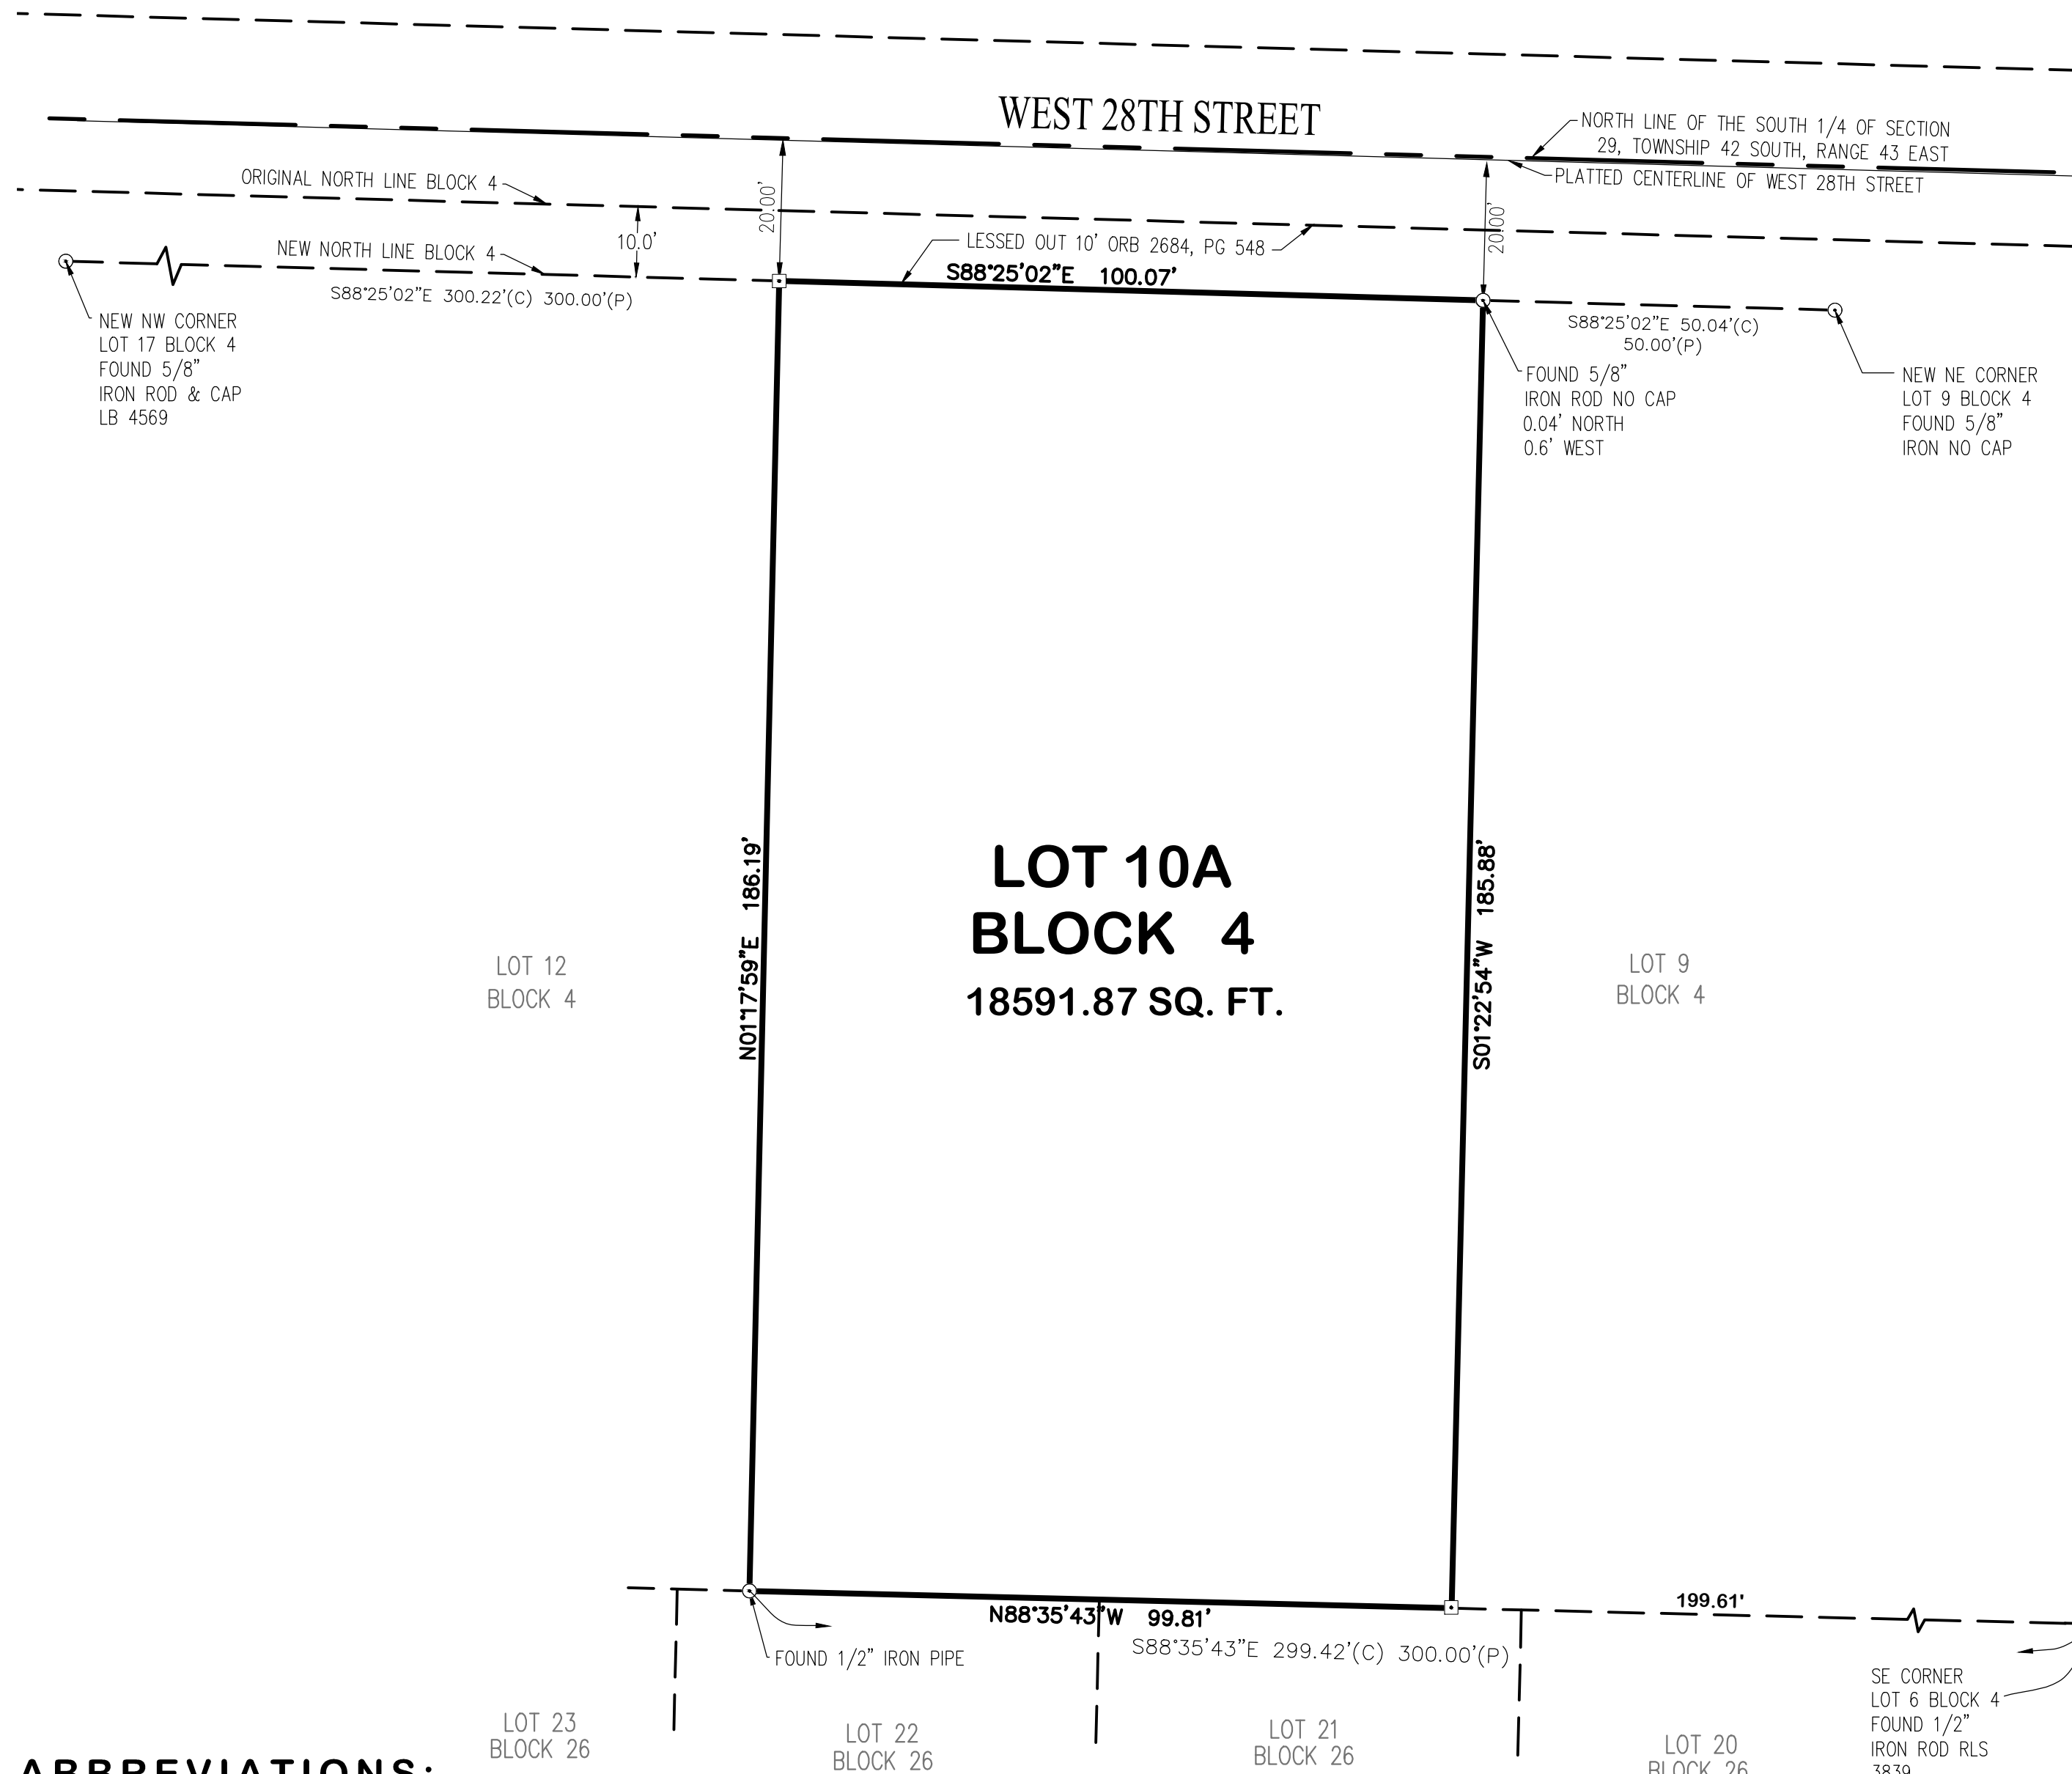 WEST 28TH STREET
NORTH LINE OF THE SOUTH 1/4 OF SECTION
29, TOWNSHIP 42 SOUTH, RANGE 43 EAST
PLATTED CENTERLINE OF WEST 28TH STREET
ORIGINAL NORTH LINE BLOCK 4
20.00'
20.00'
10.0'
NEW NORTH LINE BLOCK 4
LESSED OUT 10' ORB 2684, PG 548
S88°25'02"E 100.07'
S88°25'02"E 300.22'(C) 300.00'(P)
S88°25'02"E 50.04'(C)
50.00'(P)
NEW NW CORNER
LOT 17 BLOCK 4
FOUND 5/8"
IRON ROD & CAP
LB 4569
FOUND 5/8"
IRON ROD NO CAP
0.04' NORTH
0.6' WEST
NEW NE CORNER
LOT 9 BLOCK 4
FOUND 5/8"
IRON NO CAP
N01°17'59"E 186.19'
LOT 10A
BLOCK 4
18591.87 SQ. FT.
S01°22'54"W 185.88'
LOT 12
BLOCK 4
LOT 9
BLOCK 4
N88°35'43"W 99.81'
199.61'
S88°35'43"E 299.42'(C) 300.00'(P)
FOUND 1/2" IRON PIPE
SE CORNER
LOT 6 BLOCK 4
FOUND 1/2"
IRON ROD RLS
3839
LOT 23
BLOCK 26
LOT 22
BLOCK 26
LOT 21
BLOCK 26
LOT 20
BLOCK 26
ABBREVIATIONS: